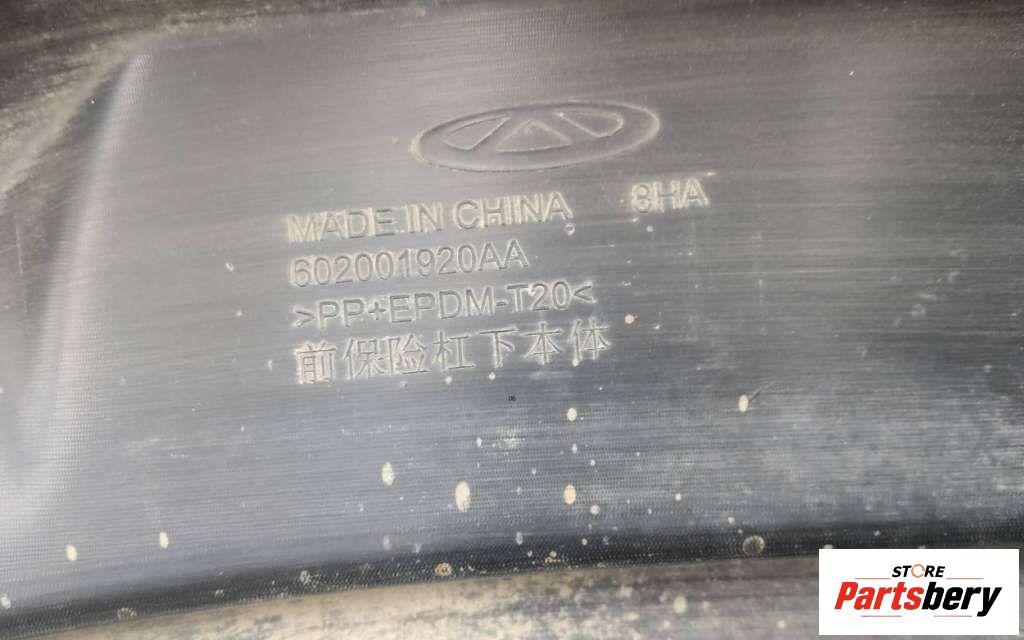 MADE IN CHINA 8HA
602001920AA
>PP+EPDM-T20<
前保险杠下本体
STORE
Partsbery